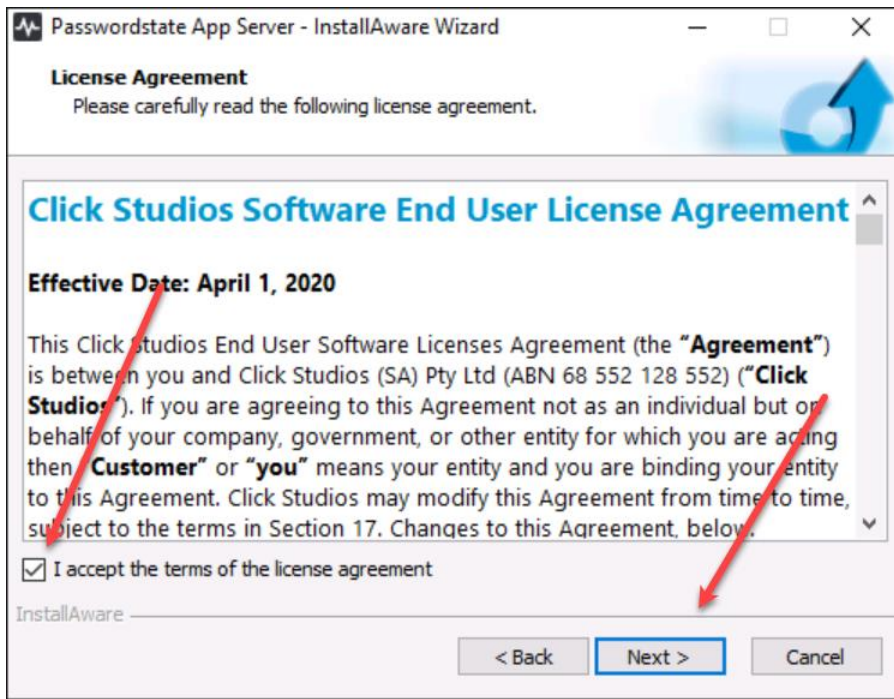 Passwordstate App Server - InstallAware Wizard
License Agreement
Please carefully read the following license agreement.
Click Studios Software End User License Agreement
Effective Date: April 1, 2020
This Click Studios End User Software Licenses Agreement (the “Agreement”)
is between you and Click Studios (SA) Pty Ltd (ABN 68 552 128 552) (“Click
Studios”). If you are agreeing to this Agreement not as an individual but on
behalf of your company, government, or other entity for which you are acting
then “Customer” or “you” means your entity and you are binding your entity
to this Agreement. Click Studios may modify this Agreement from time to time,
subject to the terms in Section 17. Changes to this Agreement, below.
I accept the terms of the license agreement
InstallAware
< Back
Next >
Cancel